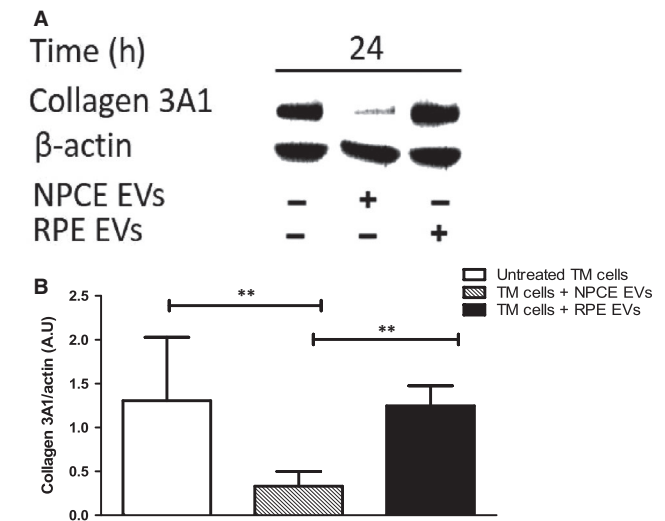 A
Time (h) 24
Collagen 3A1
β-actin
NPCE EVs – + –
RPE EVs – – +
B
Untreated TM cells
TM cells + NPCE EVs
TM cells + RPE EVs
Collagen 3A1/actin (A.U)
2.5
2.0
1.5
1.0
0.5
0.0
**
**